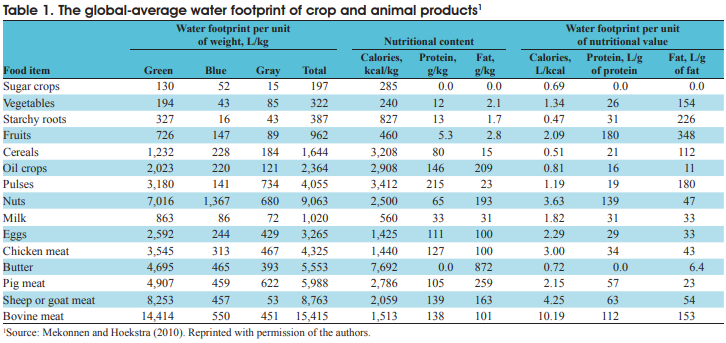 Table 1. The global-average water footprint of crop and animal products1
Water footprint per unit of weight, L/kg Nutritional content Water footprint per unit of nutritional value
Food item Green Blue Gray Total Calories, kcal/kg Protein, g/kg Fat, g/kg Calories, L/kcal Protein, L/g of protein Fat, L/g of fat
Sugar crops 130 52 15 197 285 0.0 0.0 0.69 0.0 0.0
Vegetables 194 43 85 322 240 12 2.1 1.34 26 154
Starchy roots 327 16 43 387 827 13 1.7 0.47 31 226
Fruits 726 147 89 962 460 5.3 2.8 2.09 180 348
Cereals 1,232 228 184 1,644 3,208 80 15 0.51 21 112
Oil crops 2,023 220 121 2,364 2,908 146 209 0.81 16 11
Pulses 3,180 141 734 4,055 3,412 215 23 1.19 19 180
Nuts 7,016 1,367 680 9,063 2,500 65 193 3.63 139 47
Milk 863 86 72 1,020 560 33 31 1.82 31 33
Eggs 2,592 244 429 3,265 1,425 111 100 2.29 29 33
Chicken meat 3,545 313 467 4,325 1,440 127 100 3.00 34 43
Butter 4,695 465 393 5,553 7,692 0.0 872 0.72 0.0 6.4
Pig meat 4,907 459 622 5,988 2,786 105 259 2.15 57 23
Sheep or goat meat 8,253 457 53 8,763 2,059 139 163 4.25 63 54
Bovine meat 14,414 550 451 15,415 1,513 138 101 10.19 112 153
1Source: Mekonnen and Hoekstra (2010). Reprinted with permission of the authors.